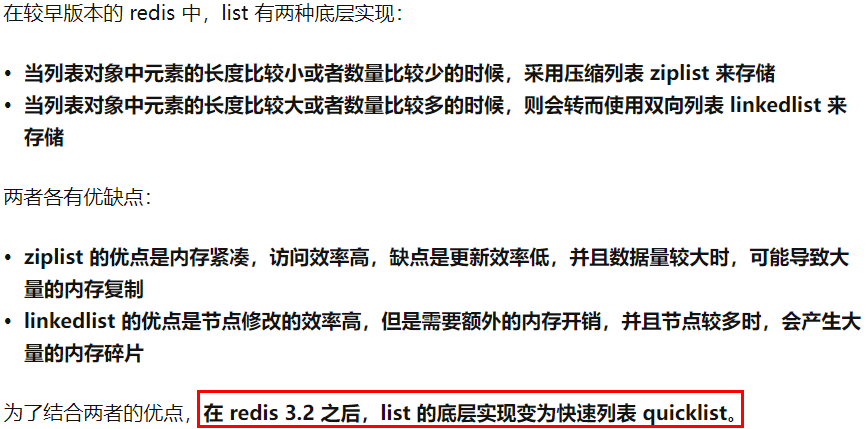 在较早版本的 redis 中，list 有两种底层实现：
• 当列表对象中元素的长度比较小或者数量比较少的时候，采用压缩列表 ziplist 来存储
• 当列表对象中元素的长度比较大或者数量比较多的时候，则会转而使用双向列表 linkedlist 来
存储
两者各有优缺点：
• ziplist 的优点是内存紧凑，访问效率高，缺点是更新效率低，并且数据量较大时，可能导致大
量的内存复制
• linkedlist 的优点是节点修改的效率高，但是需要额外的内存开销，并且节点较多时，会产生大
量的内存碎片
为了结合两者的优点，在 redis 3.2 之后，list 的底层实现变为快速列表 quicklist。